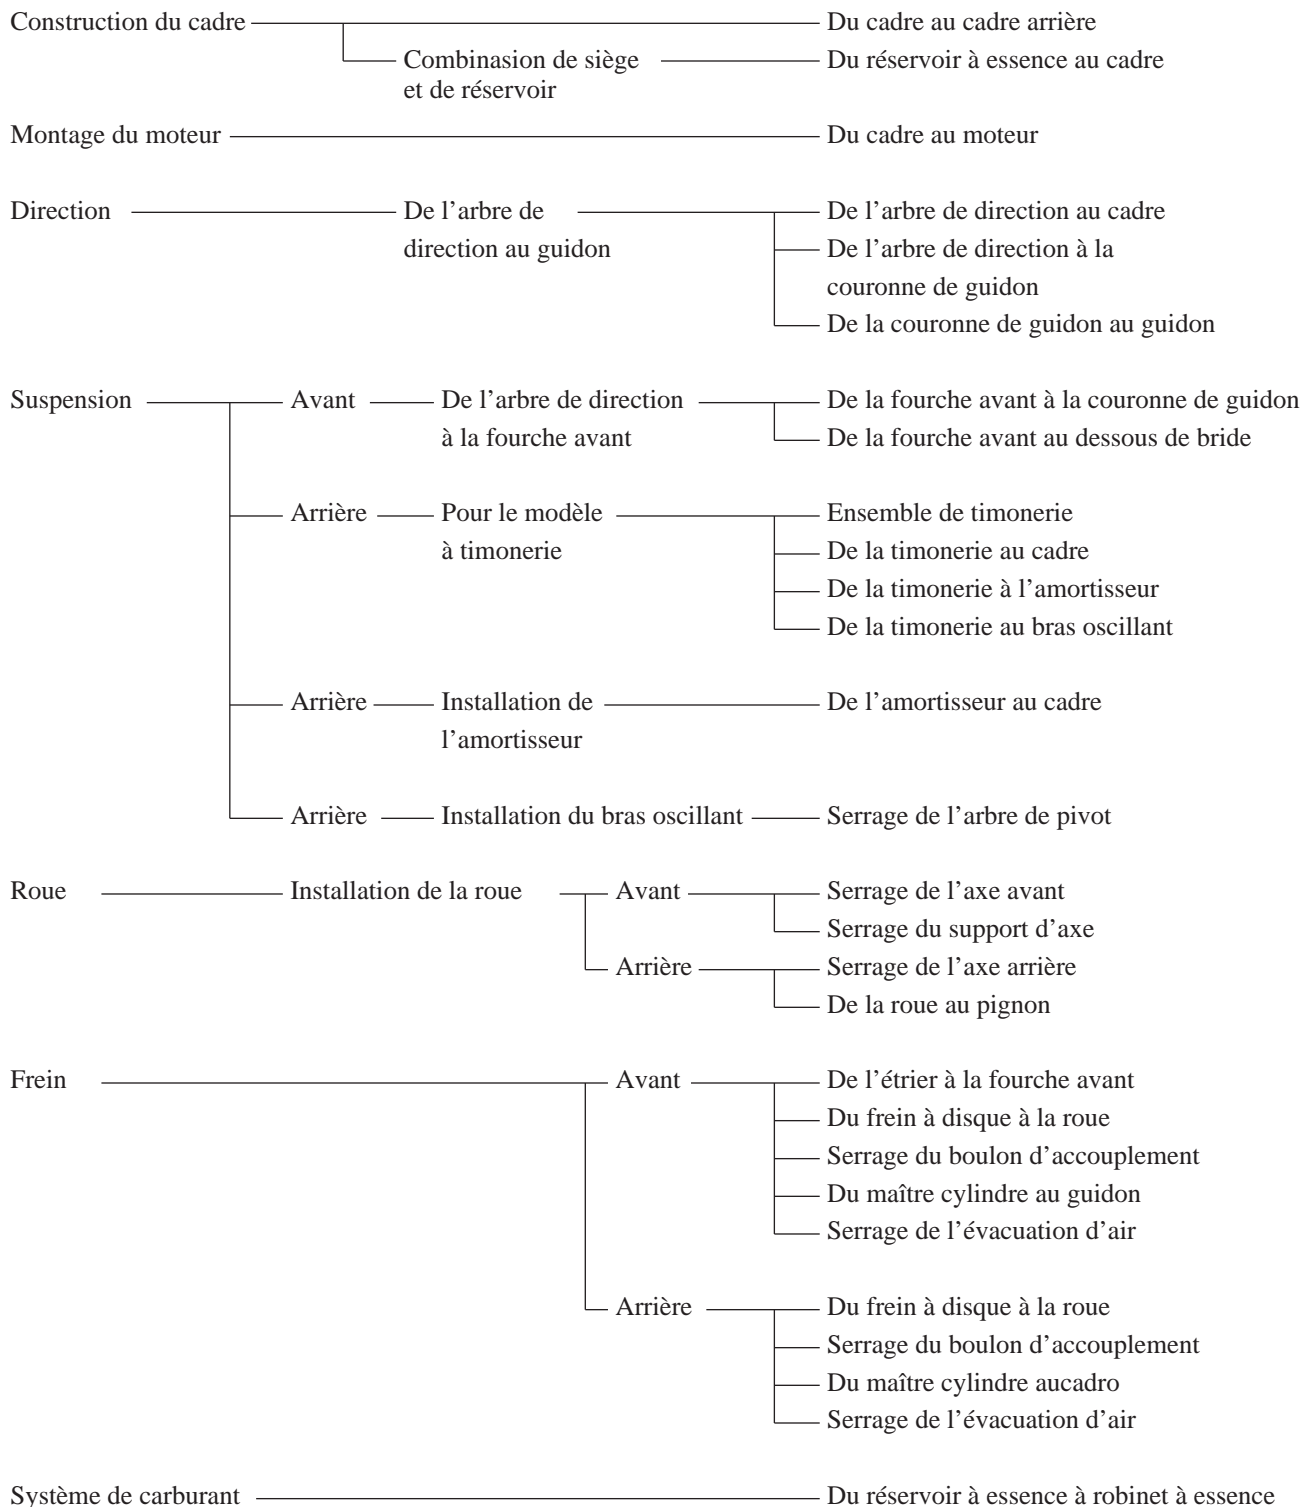 Construction du cadre Du cadre au cadre arrière
Combinasion de siège Du réservoir à essence au cadre
et de réservoir
Montage du moteur Du cadre au moteur
Direction De l'arbre de De l'arbre de direction au cadre
direction au guidon De l'arbre de direction à la
couronne de guidon
De la couronne de guidon au guidon
Suspension Avant De l'arbre de direction De la fourche avant à la couronne de guidon
à la fourche avant De la fourche avant au dessous de bride
Arrière Pour le modèle Ensemble de timonerie
à timonerie De la timonerie au cadre
De la timonerie à l'amortisseur
De la timonerie au bras oscillant
Arrière Installation de De l'amortisseur au cadre
l'amortisseur
Arrière Installation du bras oscillant Serrage de l'arbre de pivot
Roue Installation de la roue Avant Serrage de l'axe avant
Serrage du support d'axe
Arrière Serrage de l'axe arrière
De la roue au pignon
Frein Avant De l'étrier à la fourche avant
Du frein à disque à la roue
Serrage du boulon d'accouplement
Du maître cylindre au guidon
Serrage de l'évacuation d'air
Arrière Du frein à disque à la roue
Serrage du boulon d'accouplement
Du maître cylindre aucadro
Serrage de l'évacuation d'air
Système de carburant Du réservoir à essence à robinet à essence